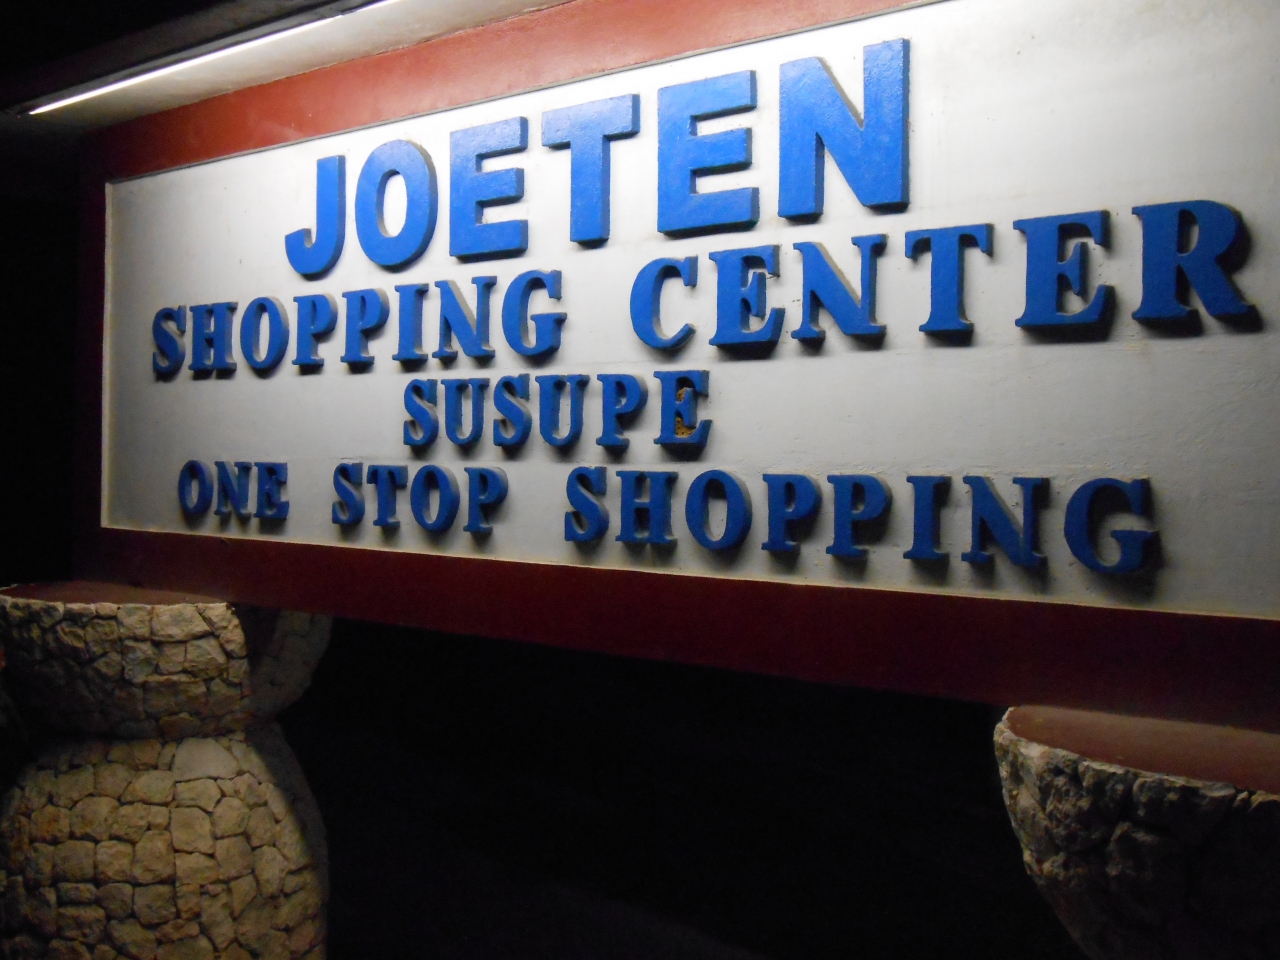 JOETEN
SHOPPING CENTER
SUSUPE
ONE STOP SHOPPING